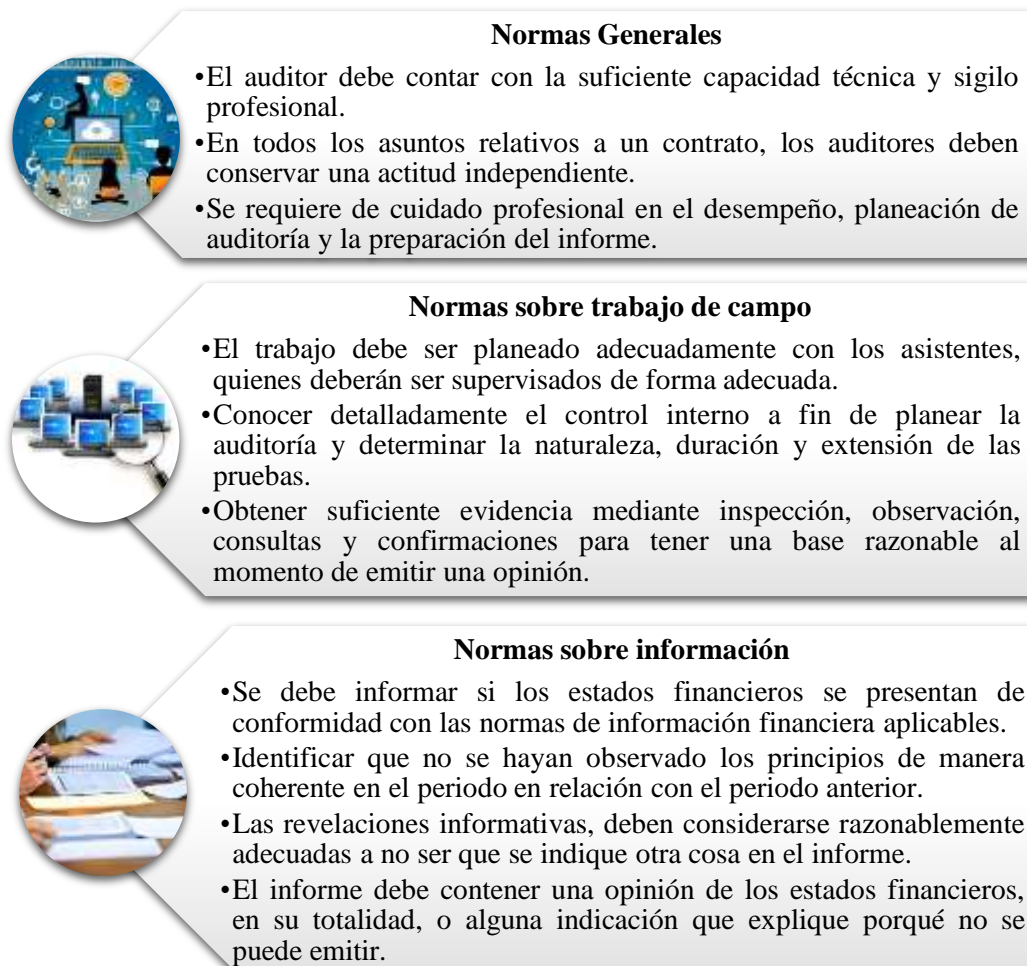 Normas Generales
•El auditor debe contar con la suficiente capacidad técnica y sigilo
profesional.
•En todos los asuntos relativos a un contrato, los auditores deben
conservar una actitud independiente.
•Se requiere de cuidado profesional en el desempeño, planeación de
auditoría y la preparación del informe.
Normas sobre trabajo de campo
•El trabajo debe ser planeado adecuadamente con los asistentes,
quienes deberán ser supervisados de forma adecuada.
•Conocer detalladamente el control interno a fin de planear la
auditoría y determinar la naturaleza, duración y extensión de las
pruebas.
•Obtener suficiente evidencia mediante inspección, observación,
consultas y confirmaciones para tener una base razonable al
momento de emitir una opinión.
Normas sobre información
•Se debe informar si los estados financieros se presentan de
conformidad con las normas de información financiera aplicables.
•Identificar que no se hayan observado los principios de manera
coherente en el periodo en relación con el periodo anterior.
•Las revelaciones informativas, deben considerarse razonablemente
adecuadas a no ser que se indique otra cosa en el informe.
•El informe debe contener una opinión de los estados financieros,
en su totalidad, o alguna indicación que explique porqué no se
puede emitir.